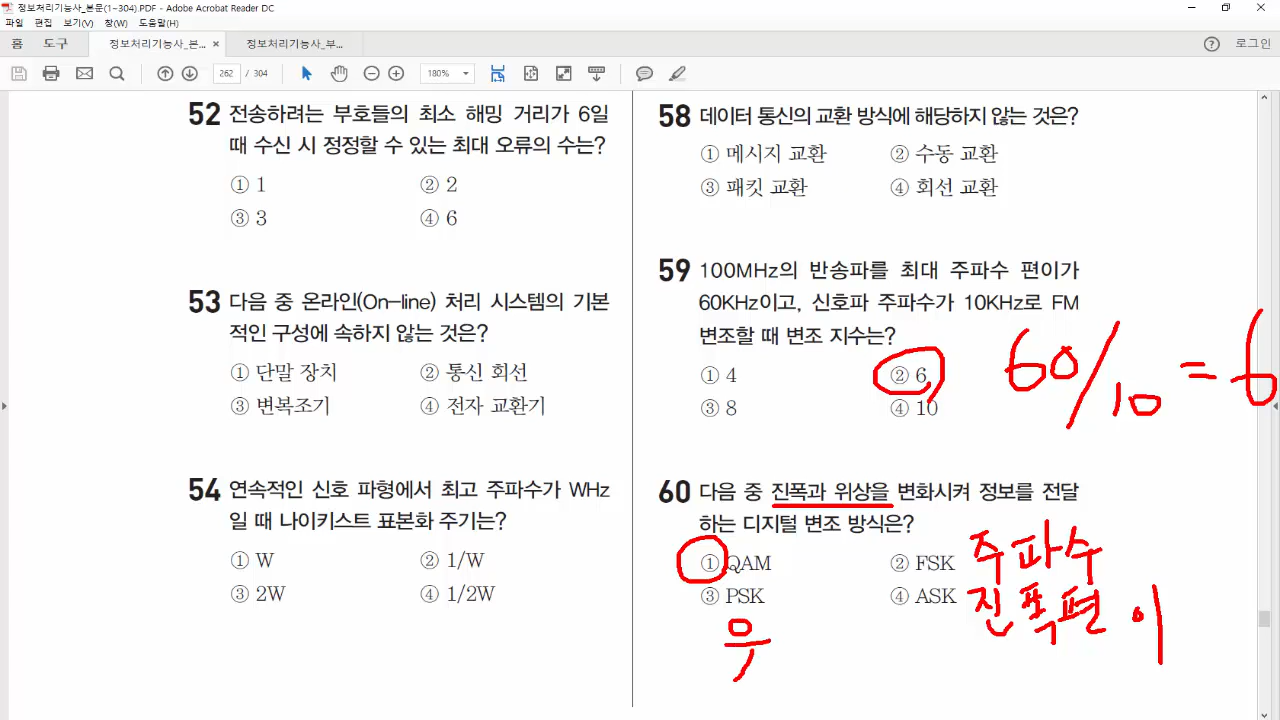 정보처리기능사_본문(1~304).PDF - Adobe Acrobat Reader DC
파일 편집 보기(V) 창(W) 도움말(H)
홈 도구 정보처리기능사_본... × 정보처리기능사_부... 로그인
262 / 304 180%
52 전송하려는 부호들의 최소 해밍 거리가 6일
때 수신 시 정정할 수 있는 최대 오류의 수는?
① 1 ② 2
③ 3 ④ 6
53 다음 중 온라인(On-line) 처리 시스템의 기본
적인 구성에 속하지 않는 것은?
① 단말 장치 ② 통신 회선
③ 변복조기 ④ 전자 교환기
54 연속적인 신호 파형에서 최고 주파수가 WHz
일 때 나이키스트 표본화 주기는?
① W ② 1/W
③ 2W ④ 1/2W
58 데이터 통신의 교환 방식에 해당하지 않는 것은?
① 메시지 교환 ② 수동 교환
③ 패킷 교환 ④ 회선 교환
59 100MHz의 반송파를 최대 주파수 편이가
60KHz이고, 신호파 주파수가 10KHz로 FM
변조할 때 변조 지수는?
① 4 ② 6 60/10 = 6
③ 8 ④ 10
60 다음 중 진폭과 위상을 변화시켜 정보를 전달
하는 디지털 변조 방식은?
① QAM ② FSK 주파수
③ PSK ④ ASK 진폭편이